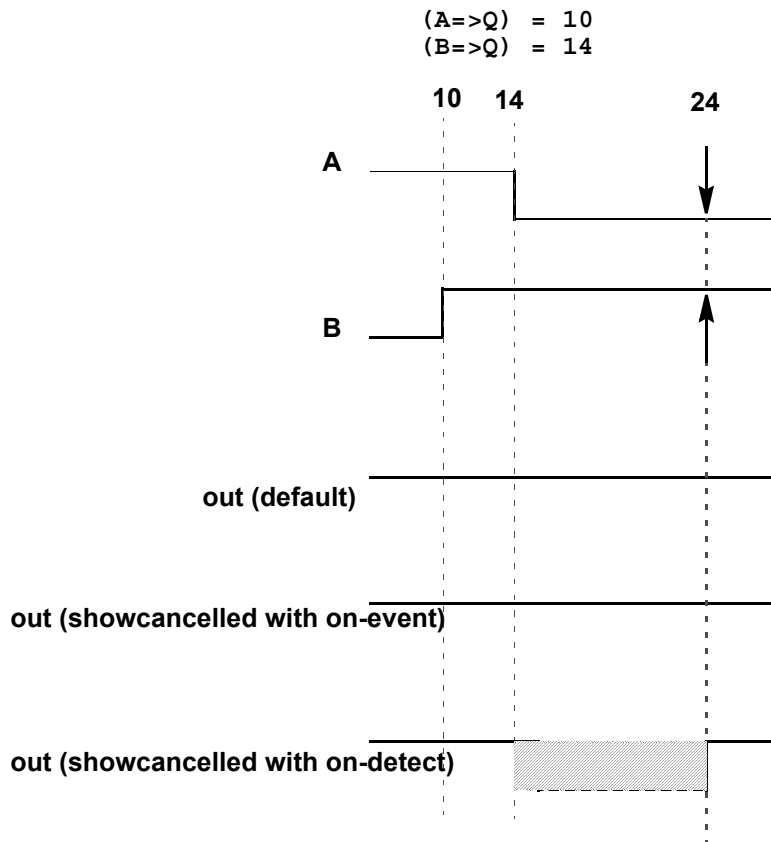 (A=>Q) = 10
(B=>Q) = 14
10 14 24
A
B
out (default)
out (showcancelled with on-event)
out (showcancelled with on-detect)